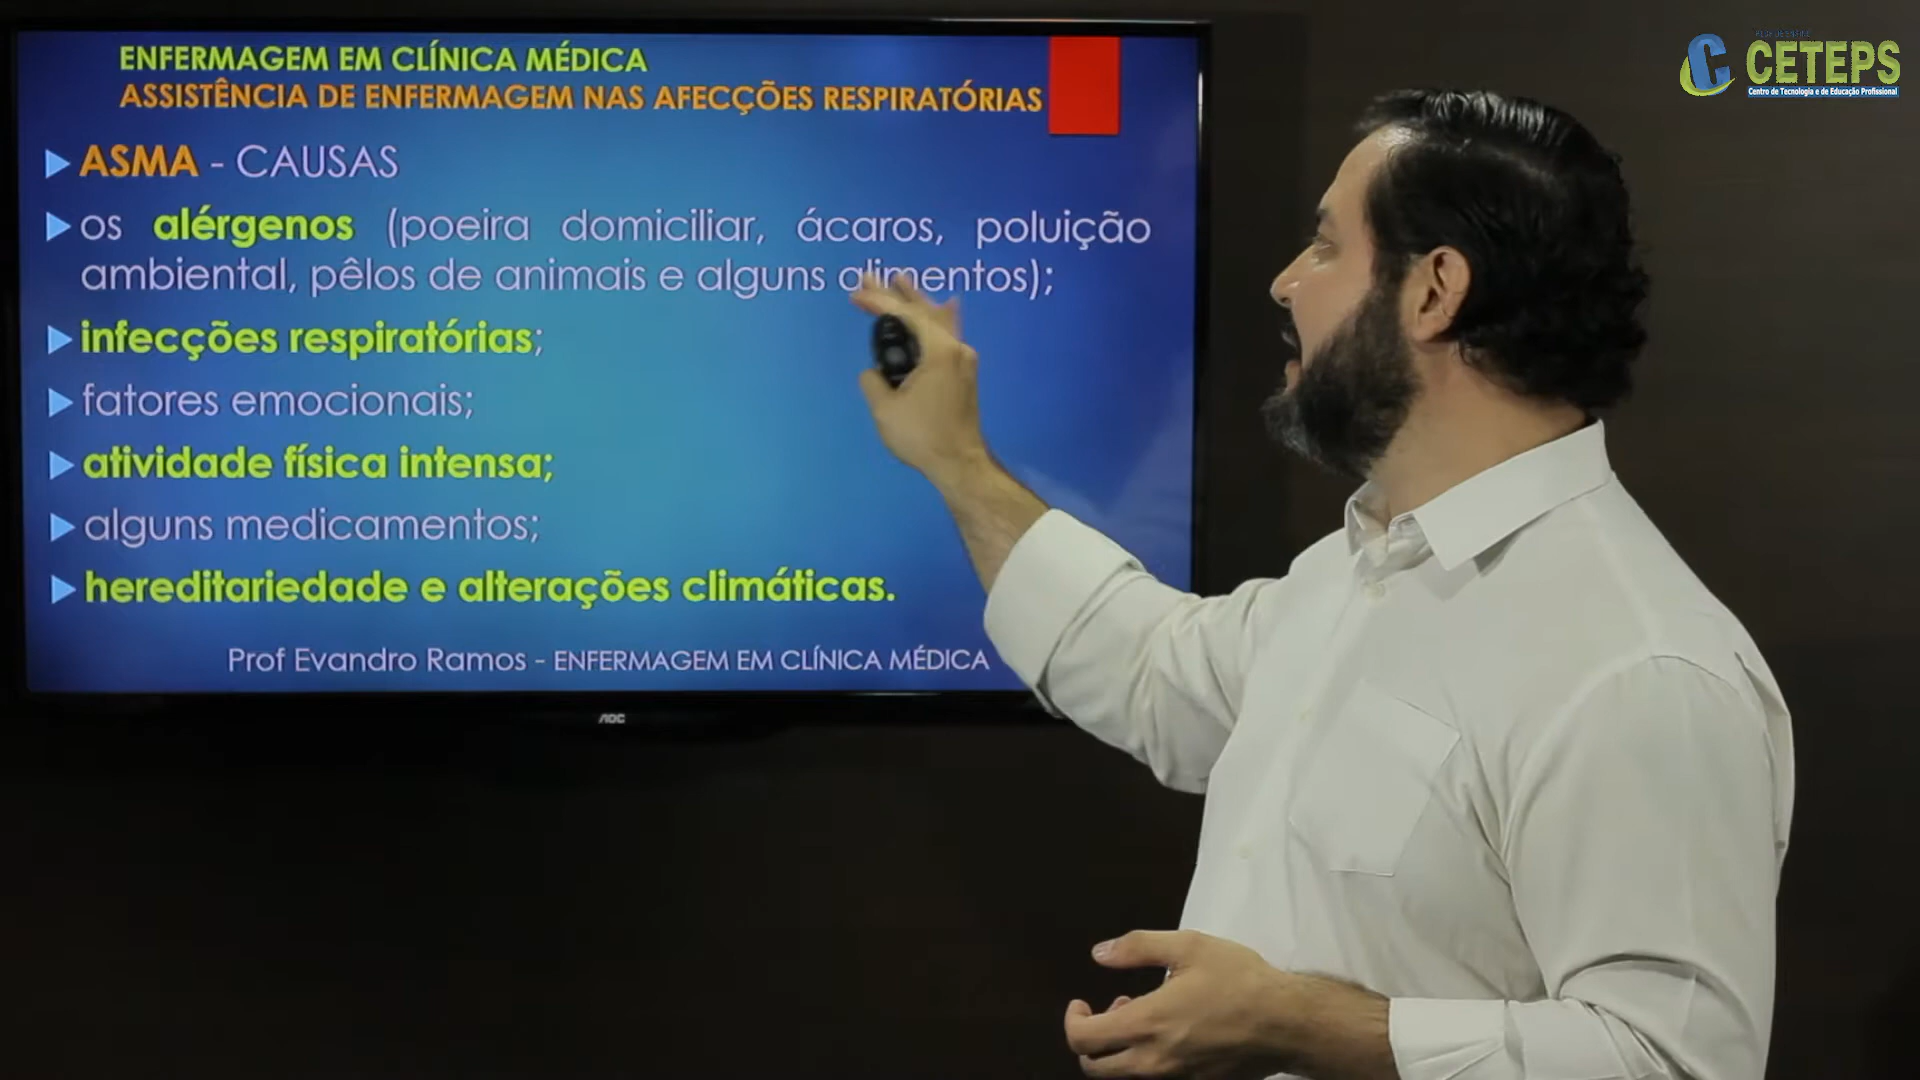 ENFERMAGEM EM CLÍNICA MÉDICA
ASSISTÊNCIA DE ENFERMAGEM NAS AFECÇÕES RESPIRATÓRIAS
ASMA - CAUSAS
os alérgenos (poeira domiciliar, ácaros, poluição
ambiental, pêlos de animais e alguns alimentos);
infecções respiratórias;
fatores emocionais;
atividade física intensa;
alguns medicamentos;
hereditariedade e alterações climáticas.
Prof Evandro Ramos - ENFERMAGEM EM CLÍNICA MÉDICA
AOC
CETEPS
Centro de Tecnologia e de Educação Profissional